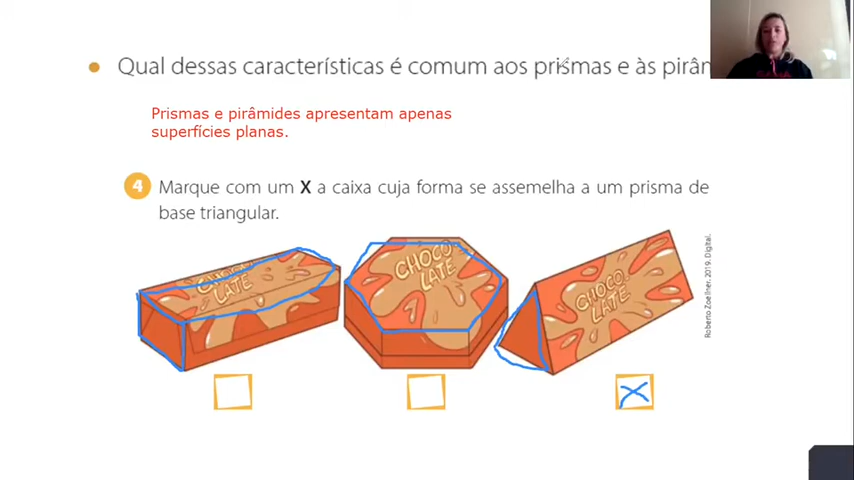 Qual dessas características é comum aos prismas e às pirâm
Prismas e pirâmides apresentam apenas
superfícies planas.
4 Marque com um X a caixa cuja forma se assemelha a um prisma de
base triangular.
CHOCO
LATE
CHOCO
LATE
CHOCO
LATE
Roberto Zoellner. 2019. Digital.
X